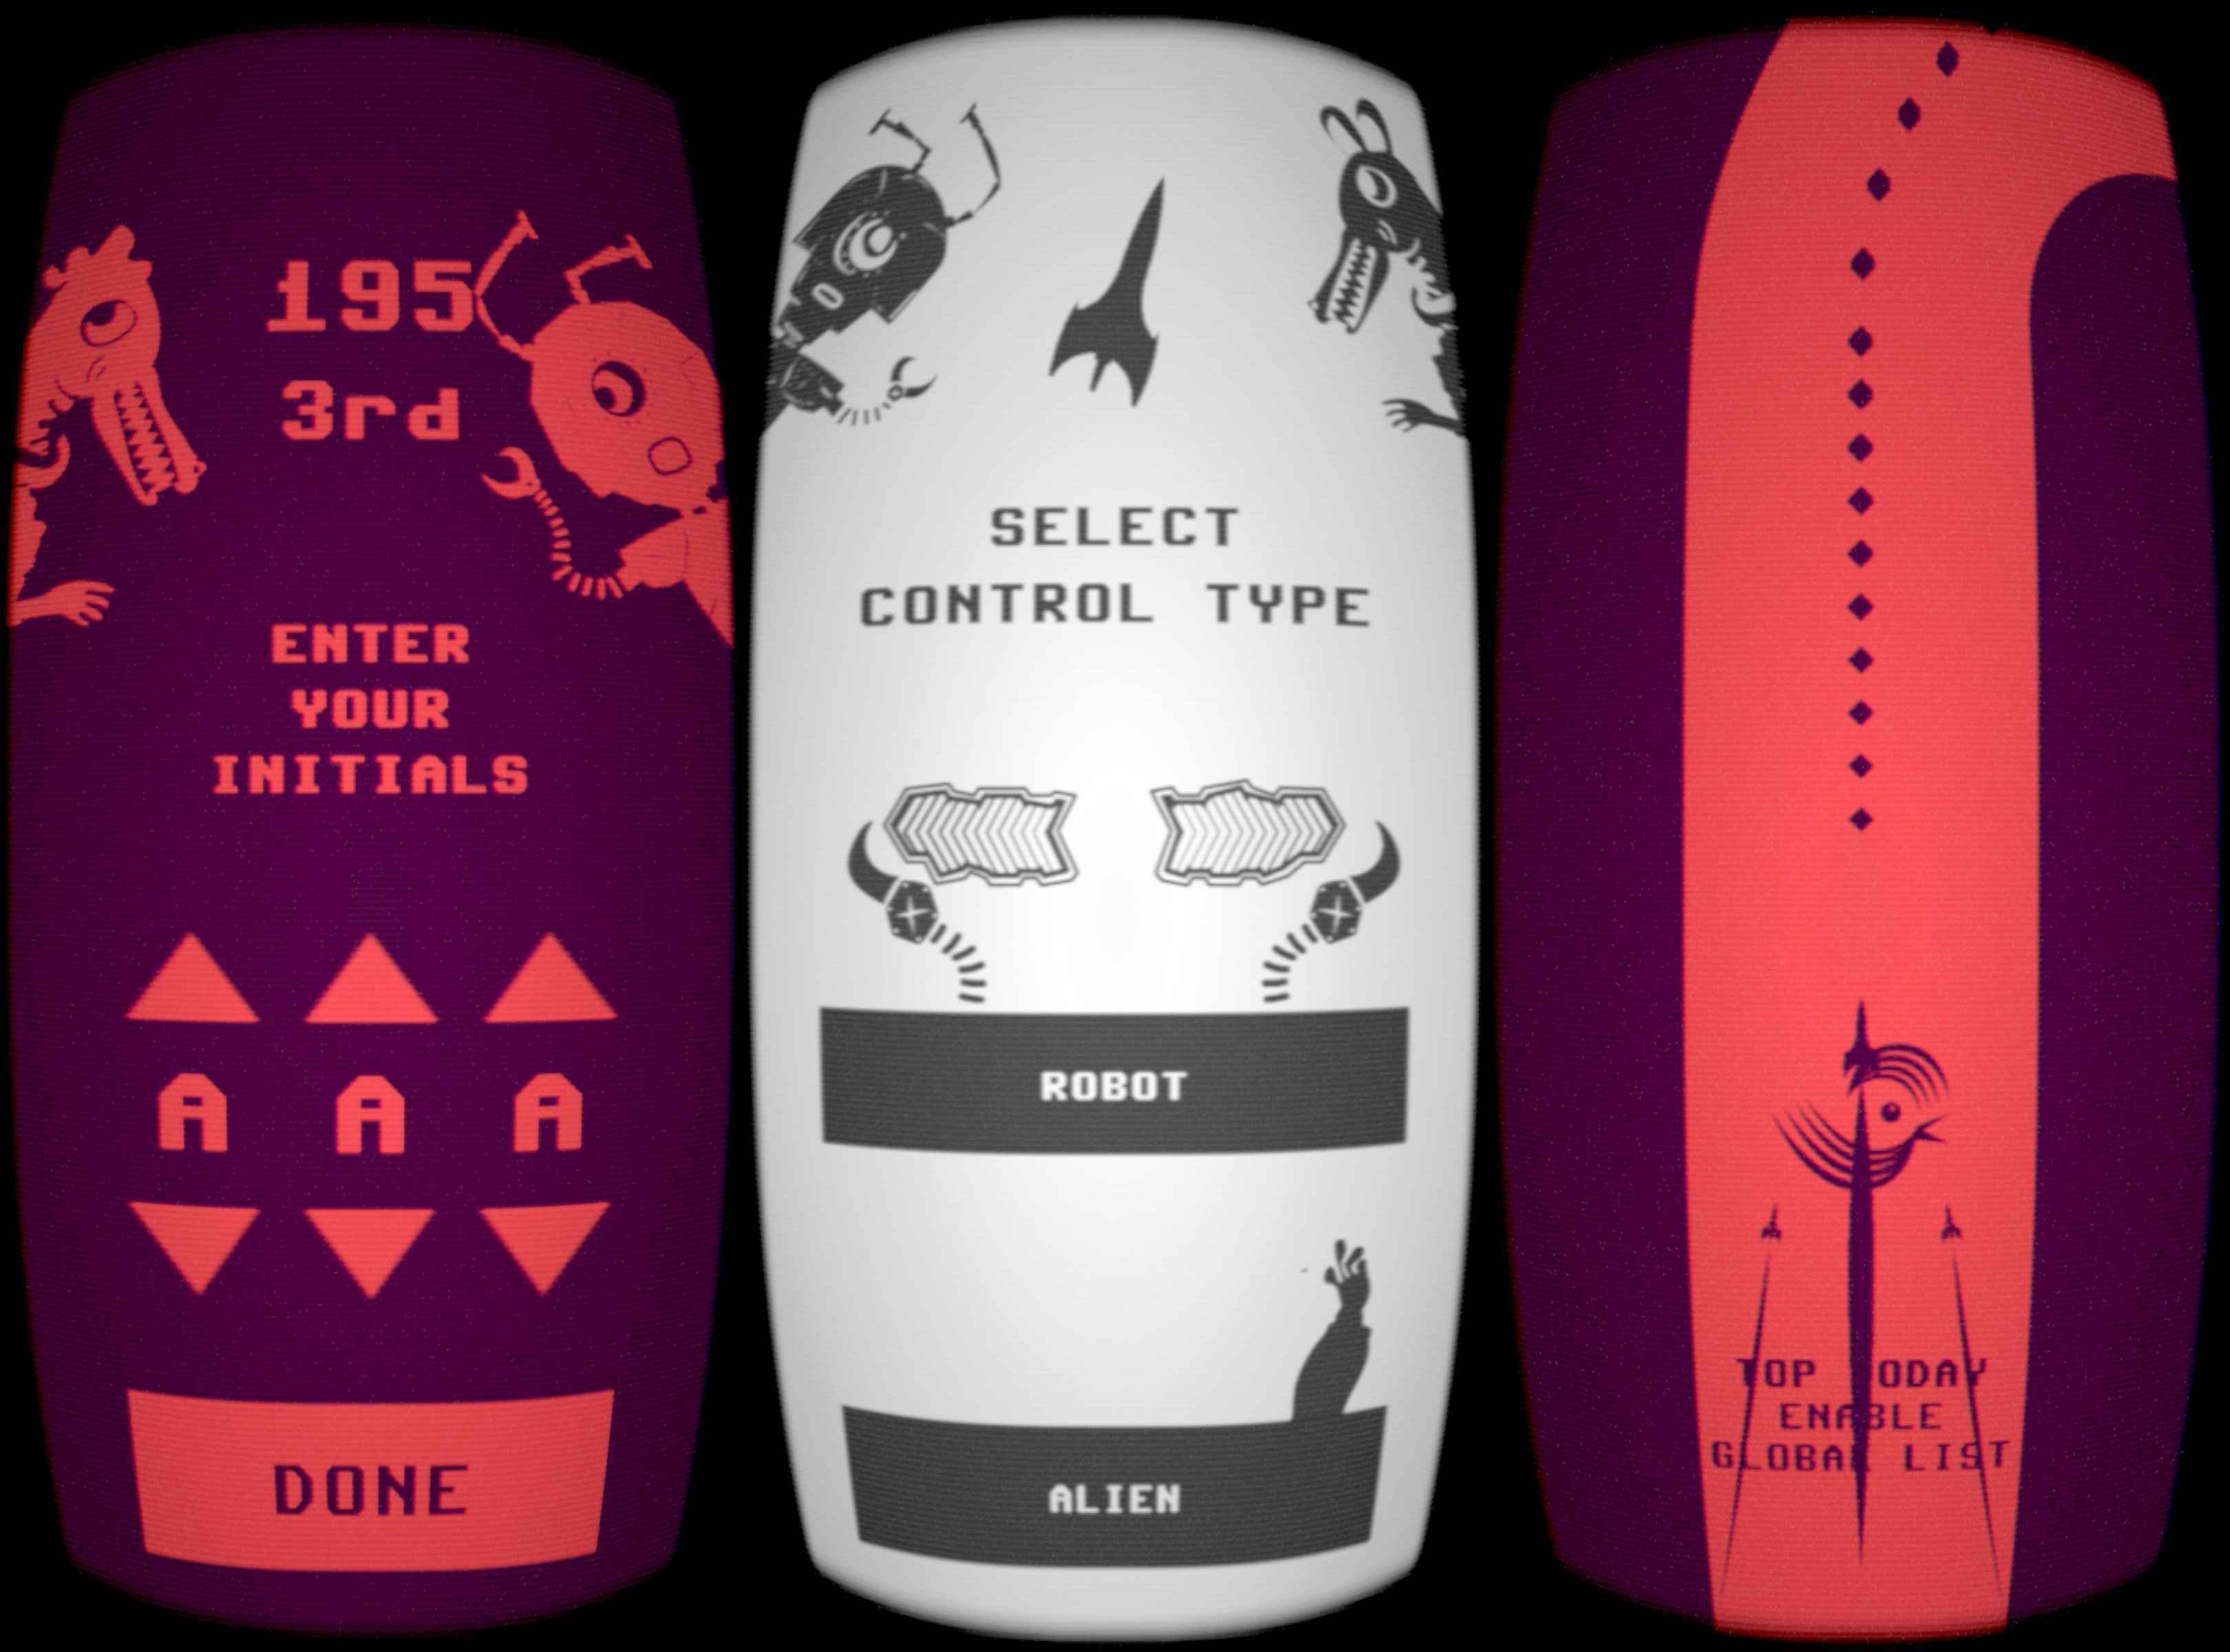 195
3rd
ENTER
YOUR
INITIALS
A A A
DONE
SELECT
CONTROL TYPE
ROBOT
ALIEN
TOP TODAY
ENABLE
GLOBAL LIST